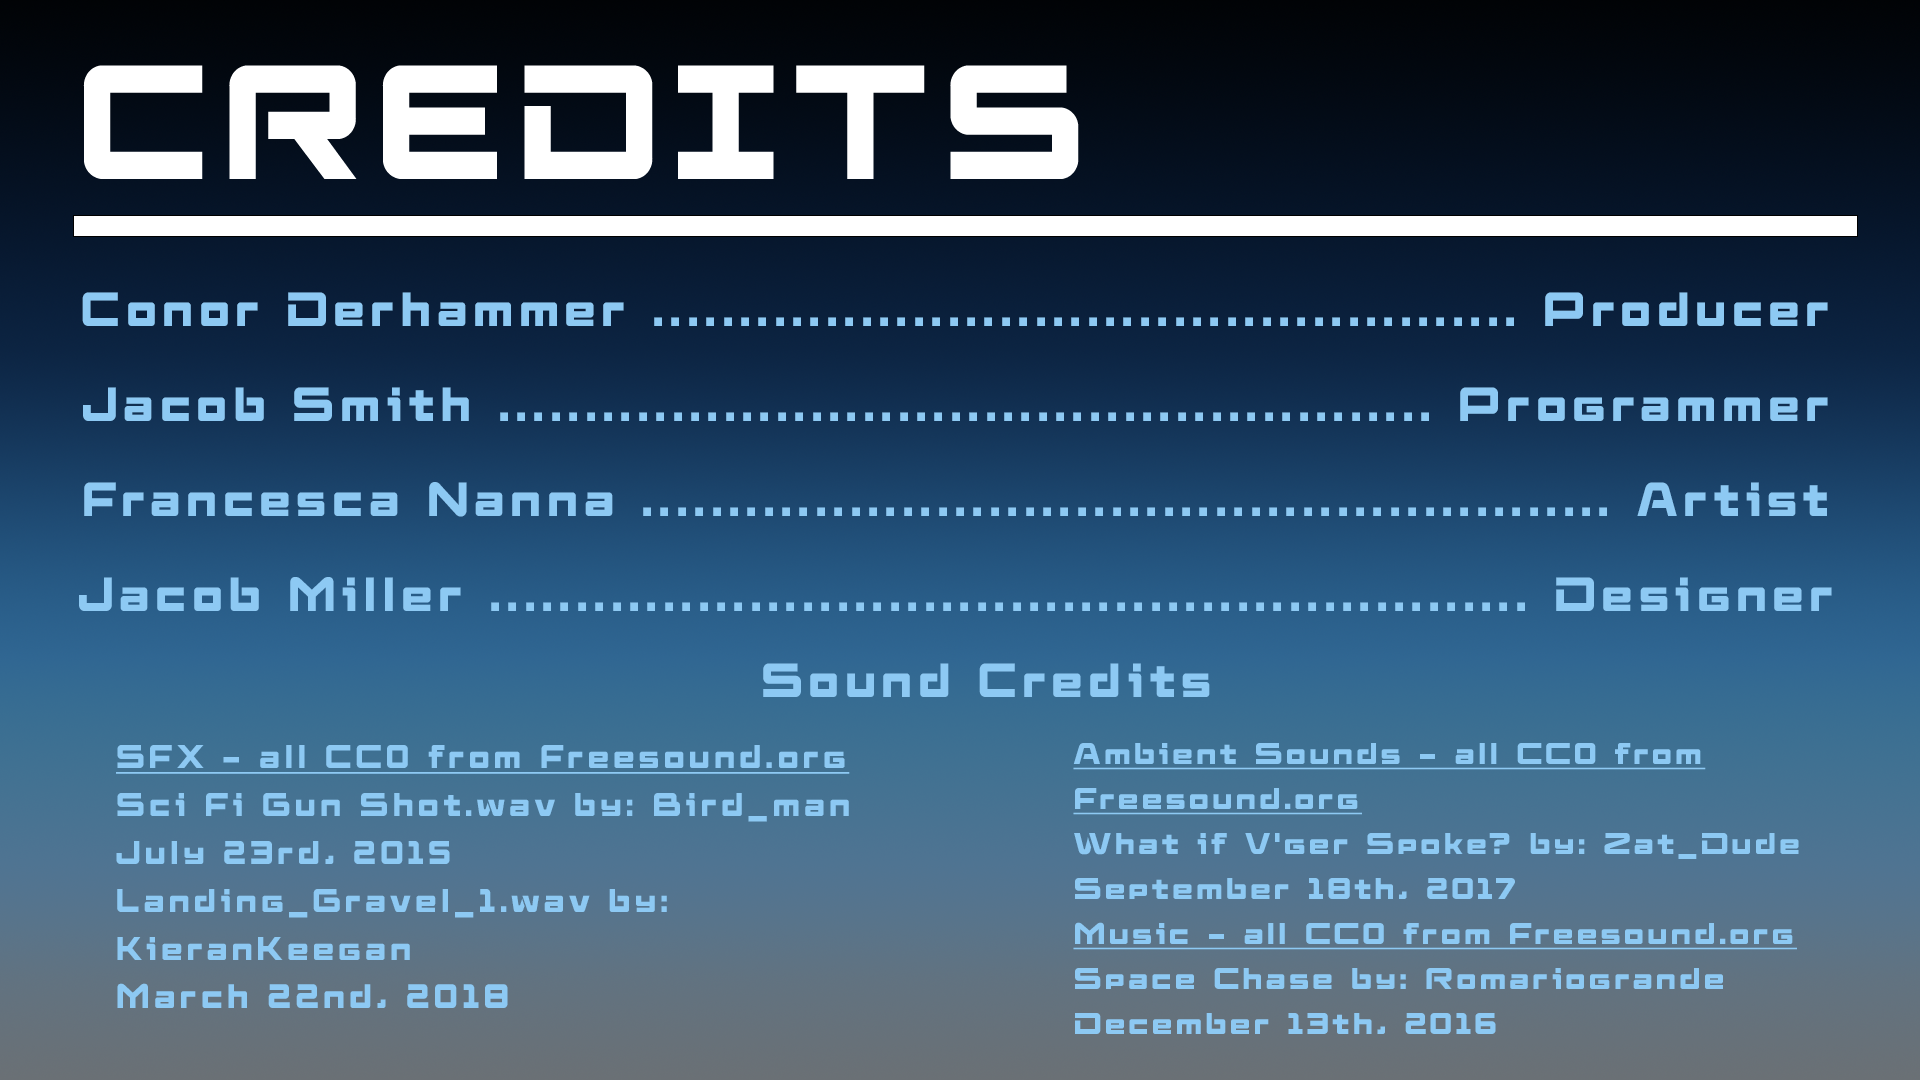 CREDITS
Conor Derhammer .................................................. Producer
Jacob Smith ...................................................... Programmer
Francesca Nanna ........................................................ Artist
Jacob Miller ............................................................ Designer
Sound Credits
SFX - all CC0 from Freesound.org
Sci Fi Gun Shot.wav by: Bird_man
July 23rd, 2015
Landing_Gravel_1.wav by:
KieranKeegan
March 22nd, 2018
Ambient Sounds - all CC0 from
Freesound.org
What if V'ger Spoke? by: Zat_Dude
September 18th, 2017
Music - all CC0 from Freesound.org
Space Chase by: Romariogrande
December 13th, 2016